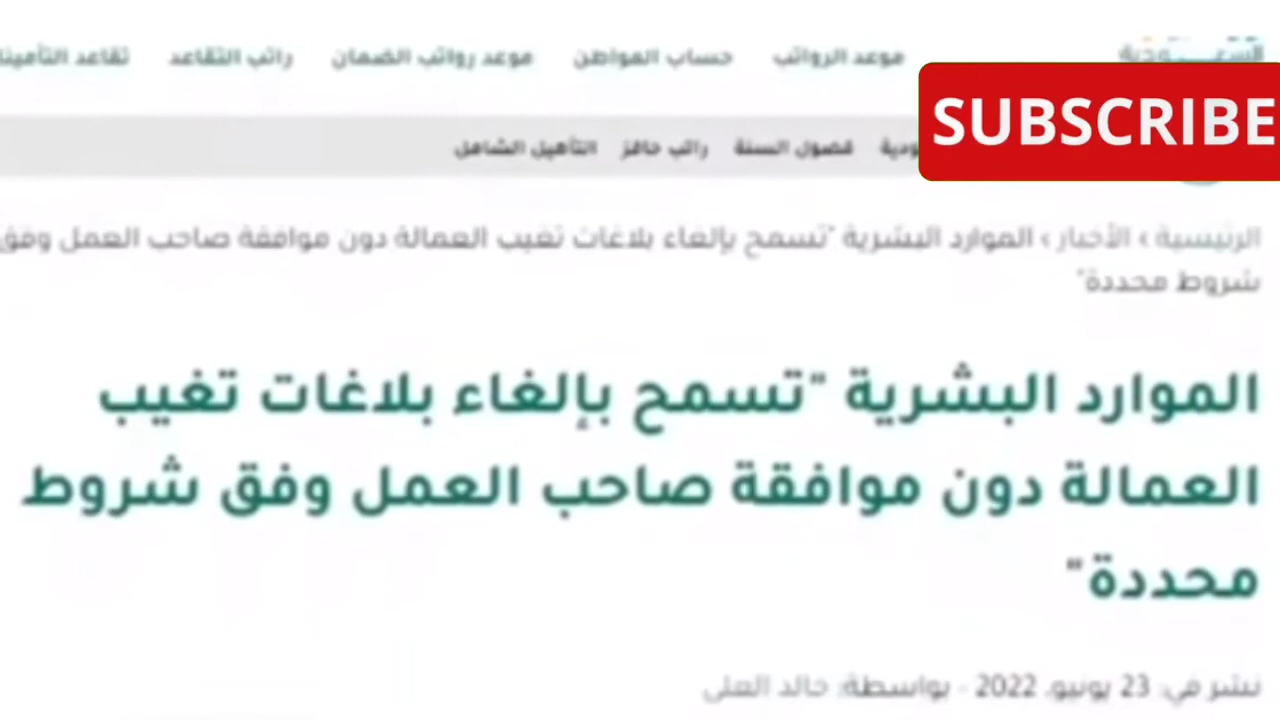 موعد الرواتب حساب المواطن موعد رواتب الضمان راتب التقاعد تقاعد
SUBSCRIBE
فصول السنة راتب حافز التأهيل الشامل
الرئيسية › الأخبار › الموارد البشرية "تسمح بإلغاء بلاغات تغيب العمالة دون موافقة صاحب العمل وفق
شروط محددة"
الموارد البشرية "تسمح بإلغاء بلاغات تغيب
العمالة دون موافقة صاحب العمل وفق شروط
محددة"
نشر في: 23 يونيو، 2022 - بواسطة: خالد العلي